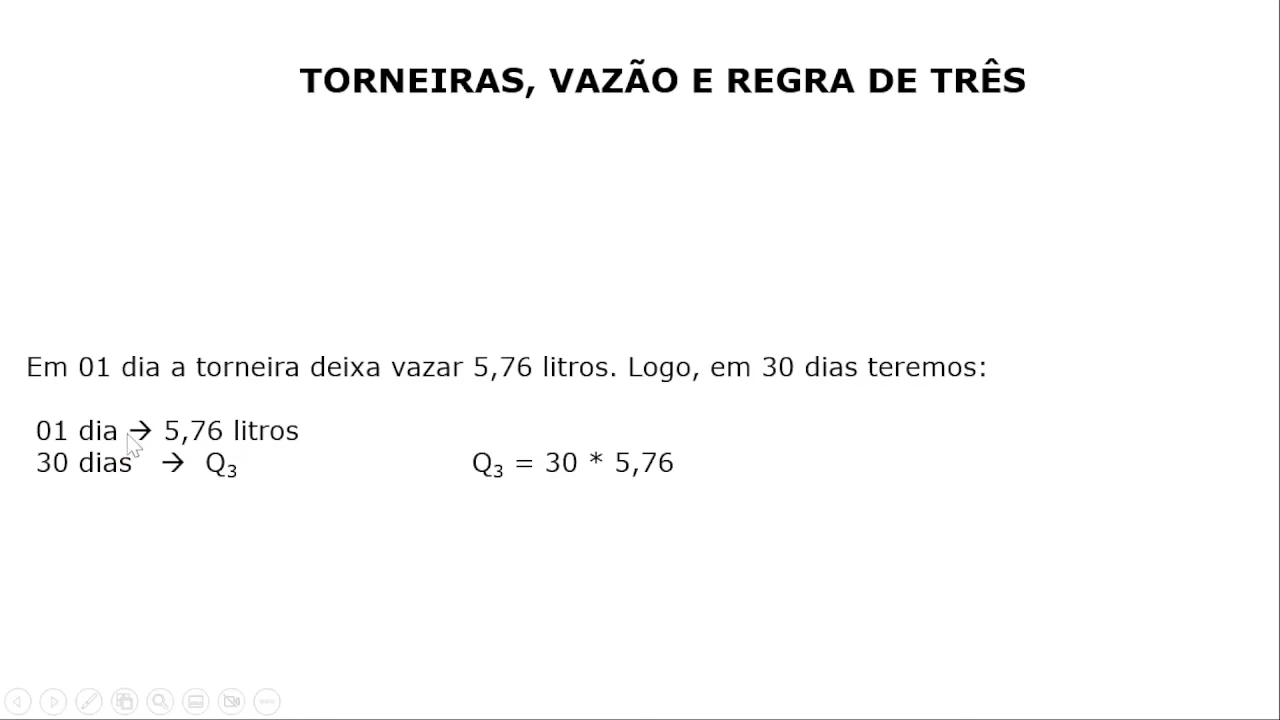 TORNEIRAS, VAZÃO E REGRA DE TRÊS
Em 01 dia a torneira deixa vazar 5,76 litros. Logo, em 30 dias teremos:
01 dia → 5,76 litros
30 dias → Q₃
Q₃ = 30 * 5,76